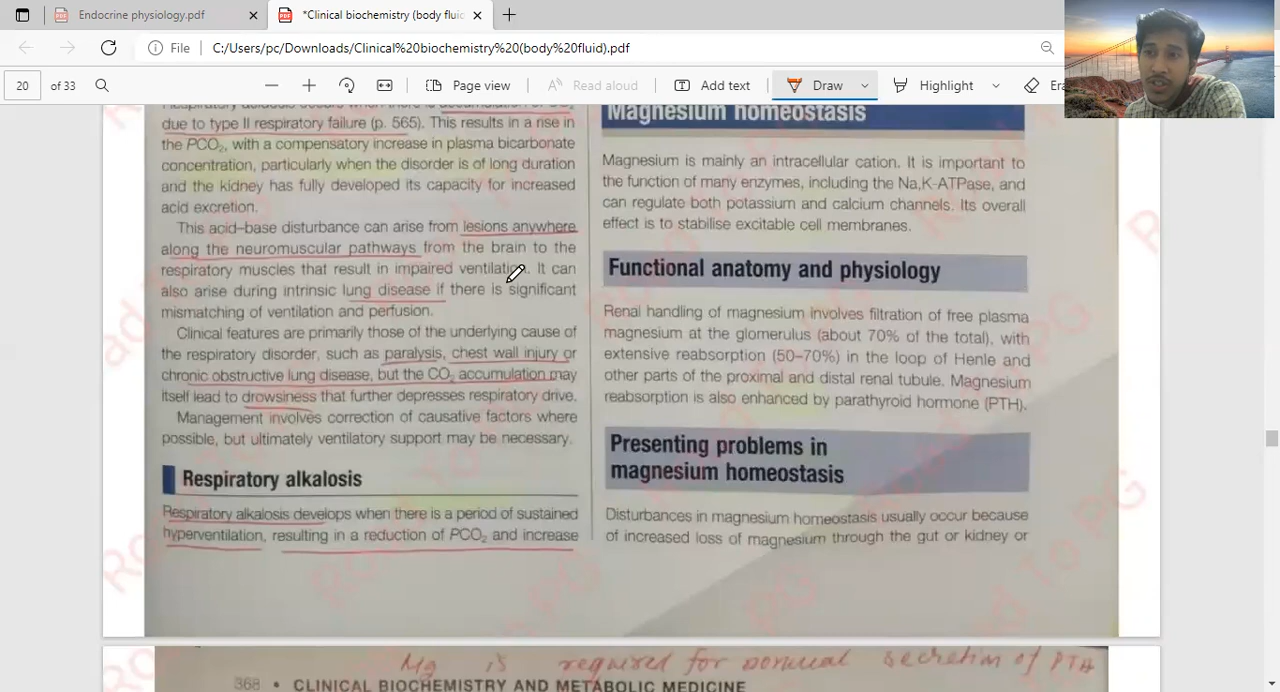 Endocrine physiology.pdf
*Clinical biochemistry (body fluid
File
C:/Users/pc/Downloads/Clinical%20biochemistry%20(body%20fluid).pdf
20 of 33
Page view
Read aloud
Add text
Draw
Highlight
Era
due to type II respiratory failure (p. 565). This results in a rise in
the PCO2, with a compensatory increase in plasma bicarbonate
concentration, particularly when the disorder is of long duration
and the kidney has fully developed its capacity for increased
acid excretion.
This acid–base disturbance can arise from lesions anywhere
along the neuromuscular pathways from the brain to the
respiratory muscles that result in impaired ventilation. It can
also arise during intrinsic lung disease if there is significant
mismatching of ventilation and perfusion.
Clinical features are primarily those of the underlying cause of
the respiratory disorder, such as paralysis, chest wall injury or
chronic obstructive lung disease, but the CO2 accumulation may
itself lead to drowsiness that further depresses respiratory drive.
Management involves correction of causative factors where
possible, but ultimately ventilatory support may be necessary.
Respiratory alkalosis
Respiratory alkalosis develops when there is a period of sustained
hyperventilation, resulting in a reduction of PCO2 and increase
Magnesium homeostasis
Magnesium is mainly an intracellular cation. It is important to
the function of many enzymes, including the Na,K-ATPase, and
can regulate both potassium and calcium channels. Its overall
effect is to stabilise excitable cell membranes.
Functional anatomy and physiology
Renal handling of magnesium involves filtration of free plasma
magnesium at the glomerulus (about 70% of the total), with
extensive reabsorption (50–70%) in the loop of Henle and
other parts of the proximal and distal renal tubule. Magnesium
reabsorption is also enhanced by parathyroid hormone (PTH).
Presenting problems in
magnesium homeostasis
Disturbances in magnesium homeostasis usually occur because
of increased loss of magnesium through the gut or kidney or
Mg is required for normal secretion of PTH
368 • CLINICAL BIOCHEMISTRY AND METABOLIC MEDICINE